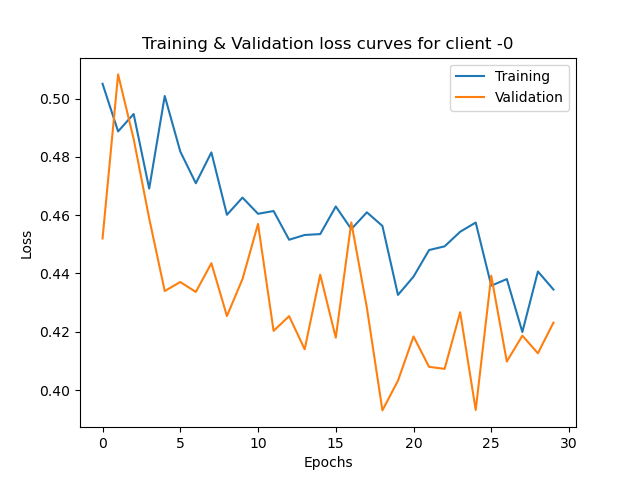 Training & Validation loss curves for client -0
Training
Validation
0.50
0.48
0.46
0.44
0.42
0.40
Loss
0 5 10 15 20 25 30
Epochs